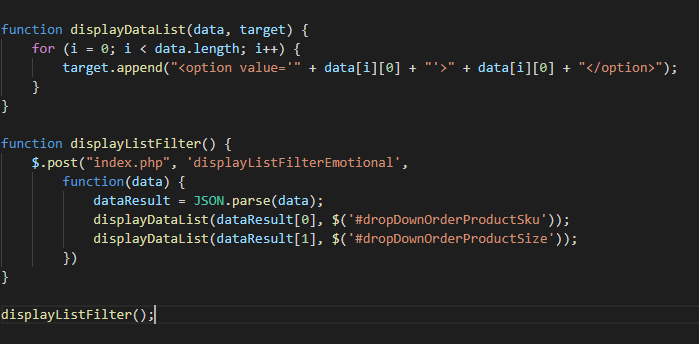 function displayDataList(data, target) {
    for (i = 0; i < data.length; i++) {
        target.append("<option value='" + data[i][0] + "'>" + data[i][0] + "</option>");
    }
}
function displayListFilter() {
    $.post("index.php", 'displayListFilterEmotional',
        function(data) {
            dataResult = JSON.parse(data);
            displayDataList(dataResult[0], $('#dropDownOrderProductSku'));
            displayDataList(dataResult[1], $('#dropDownOrderProductSize'));
        })
}
displayListFilter();